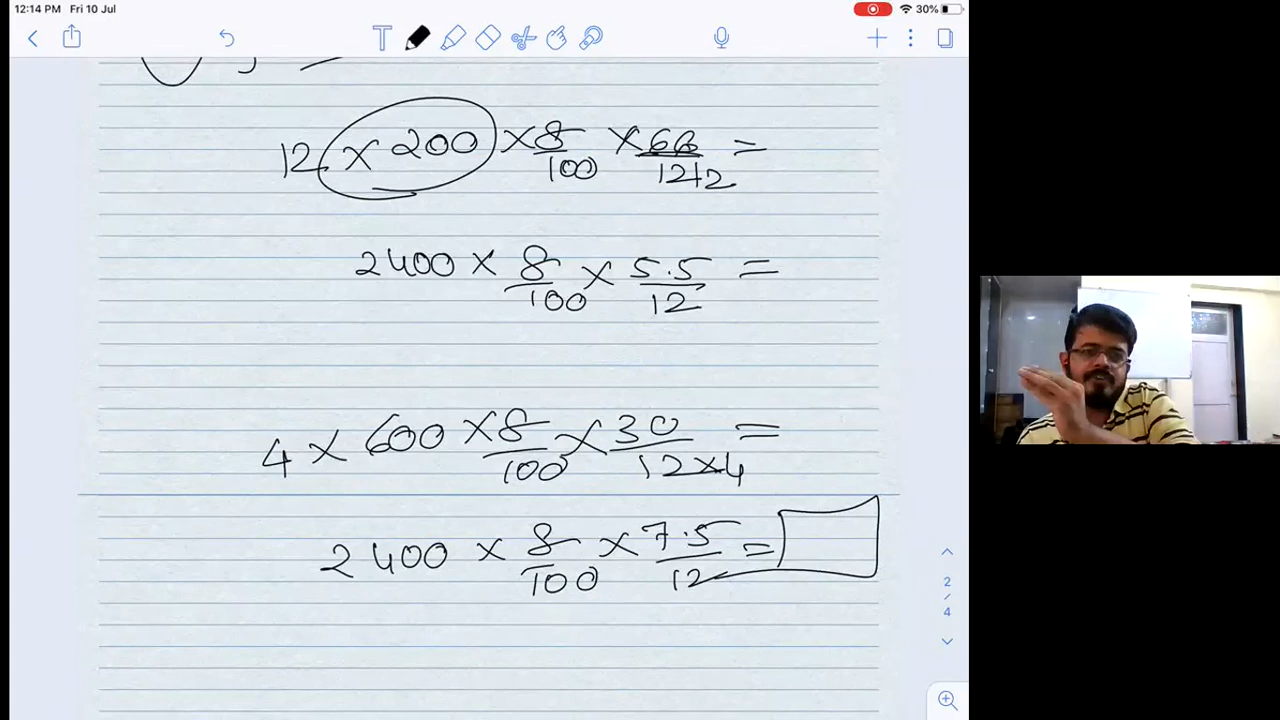 12:14 PM Fri 10 Jul 30%
12 × 200 × 8/100 × 66/12+12 =
2400 × 8/100 × 5.5/12 =
4 × 600 × 8/100 × 30/12×4 =
2400 × 8/100 × 7.5/12 =
2
/
4